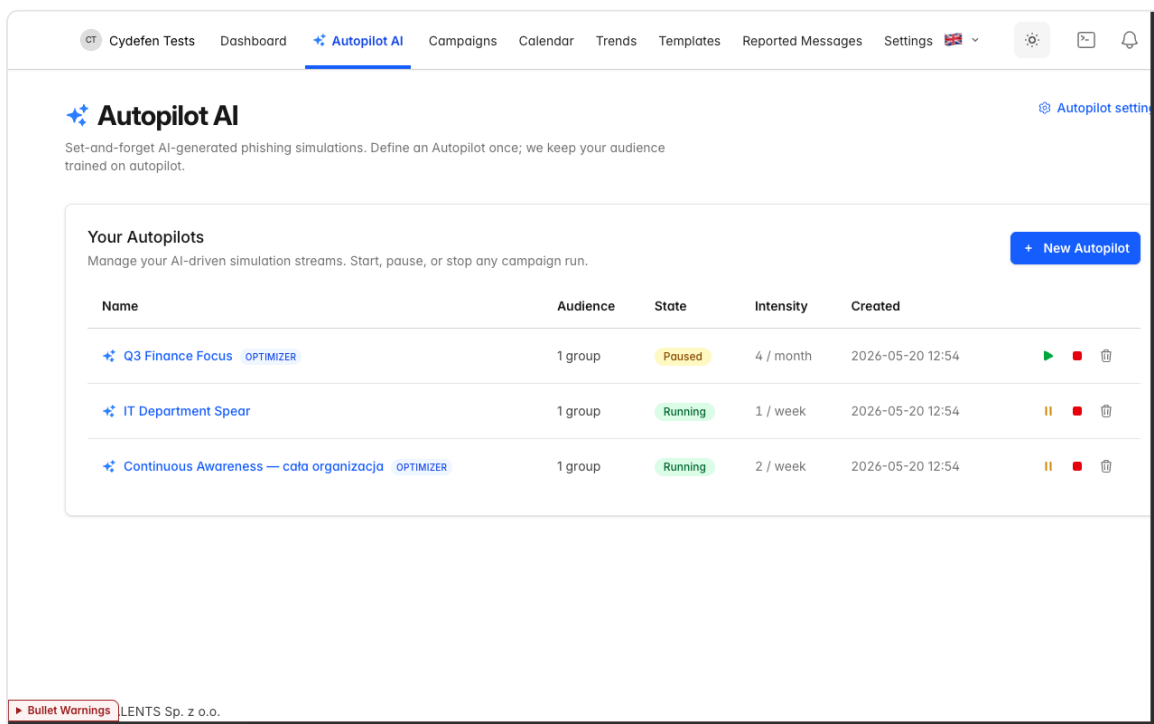 CT Cydefen Tests Dashboard Autopilot AI Campaigns Calendar Trends Templates Reported Messages Settings
Autopilot AI
Autopilot
Set-and-forget AI-generated phishing simulations. Define an Autopilot once; we keep your audience
trained on autopilot.
Your Autopilots
Manage your AI-driven simulation streams. Start, pause, or stop any campaign run.
+ New Autopilot
Name Audience State Intensity Created
Q3 Finance Focus OPTIMIZER 1 group Paused 4 / month 2026-05-20 12:54
IT Department Spear 1 group Running 1 / week 2026-05-20 12:54
Continuous Awareness — cała organizacja OPTIMIZER 1 group Running 2 / week 2026-05-20 12:54
Bullet Warnings LENTS Sp. z o.o.